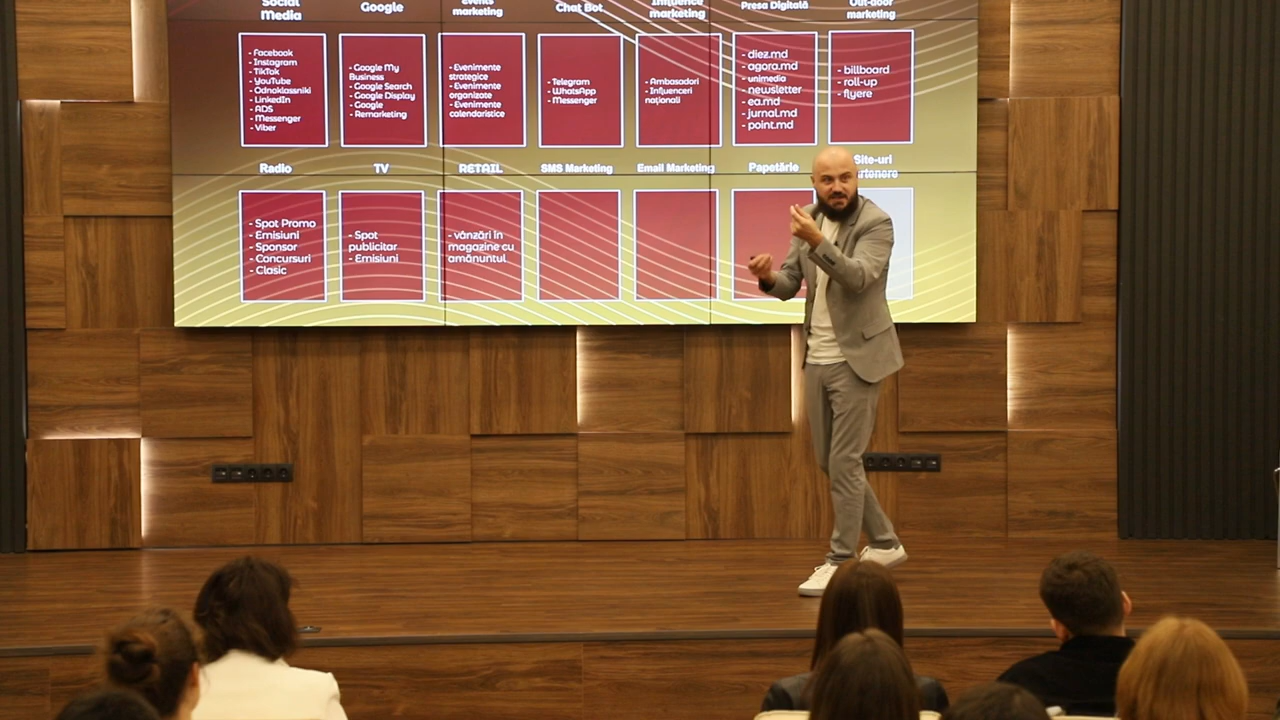 Social
Media
- Facebook
- Instagram
- TikTok
- YouTube
- Odnoklassniki
- LinkedIn
- ADS
- Messenger
- Viber
Google
- Google My
Business
- Google Search
- Google Display
- Google
Remarketing
Events
marketing
- Evenimente
strategice
- Evenimente
organizate
- Evenimente
calendaristice
Chat Bot
- Telegram
- WhatsApp
- Messenger
Influence
marketing
- Ambasadori
- Influenceri
naționali
Presa Digitală
- diez.md
- agora.md
- unimedia
- newsletter
- ea.md
- jurnal.md
- point.md
Out-door
marketing
- billboard
- roll-up
- flyere
Radio
- Spot Promo
- Emisiuni
- Sponsor
- Concursuri
- Clasic
TV
- Spot
publicitar
- Emisiuni
RETAIL
- vânzări în
magazine cu
amănuntul
SMS Marketing
Email Marketing
Papetărie
Site-uri